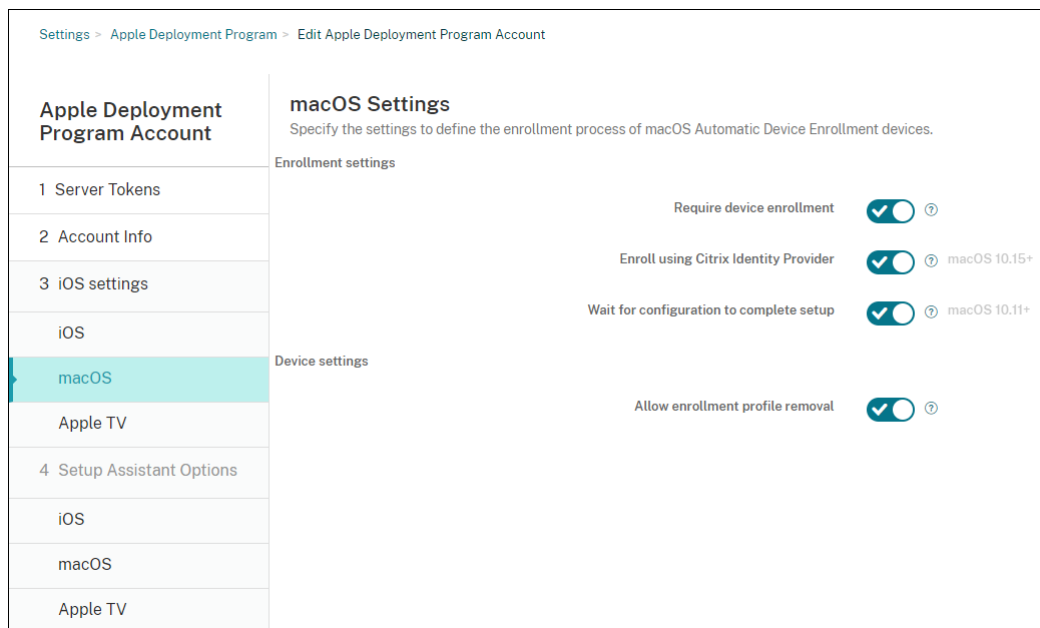 Settings > Apple Deployment Program > Edit Apple Deployment Program Account
Apple Deployment
Program Account
1 Server Tokens
2 Account Info
3 iOS settings
iOS
macOS
Apple TV
4 Setup Assistant Options
iOS
macOS
Apple TV
macOS Settings
Specify the settings to define the enrollment process of macOS Automatic Device Enrollment devices.
Enrollment settings
Require device enrollment ?
Enroll using Citrix Identity Provider ? macOS 10.15+
Wait for configuration to complete setup ? macOS 10.11+
Device settings
Allow enrollment profile removal ?